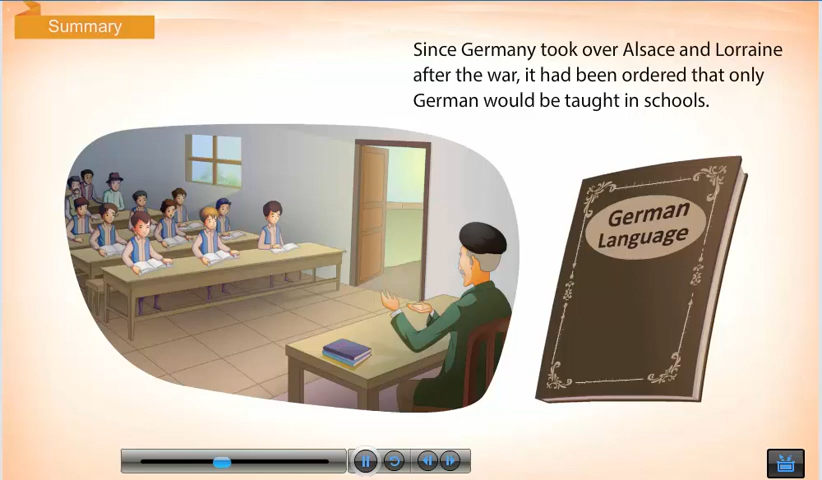 Summary
Since Germany took over Alsace and Lorraine
after the war, it had been ordered that only
German would be taught in schools.
German
Language